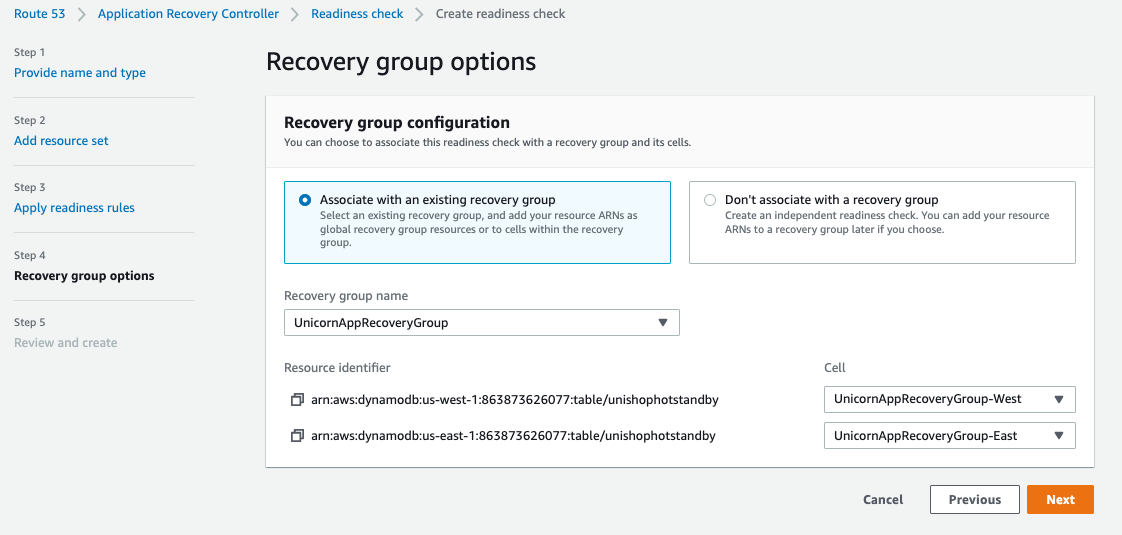 Route 53 Application Recovery Controller Readiness check Create readiness check
Step 1
Provide name and type
Step 2
Add resource set
Step 3
Apply readiness rules
Step 4
Recovery group options
Step 5
Review and create
Recovery group options
Recovery group configuration
You can choose to associate this readiness check with a recovery group and its cells.
Associate with an existing recovery group
Select an existing recovery group, and add your resource ARNs as
global recovery group resources or to cells within the recovery
group.
Don't associate with a recovery group
Create an independent readiness check. You can add your resource
ARNs to a recovery group later if you choose.
Recovery group name
UnicornAppRecoveryGroup
Resource identifier Cell
arn:aws:dynamodb:us-west-1:863873626077:table/unishophotstandby UnicornAppRecoveryGroup-West
arn:aws:dynamodb:us-east-1:863873626077:table/unishophotstandby UnicornAppRecoveryGroup-East
Cancel Previous Next